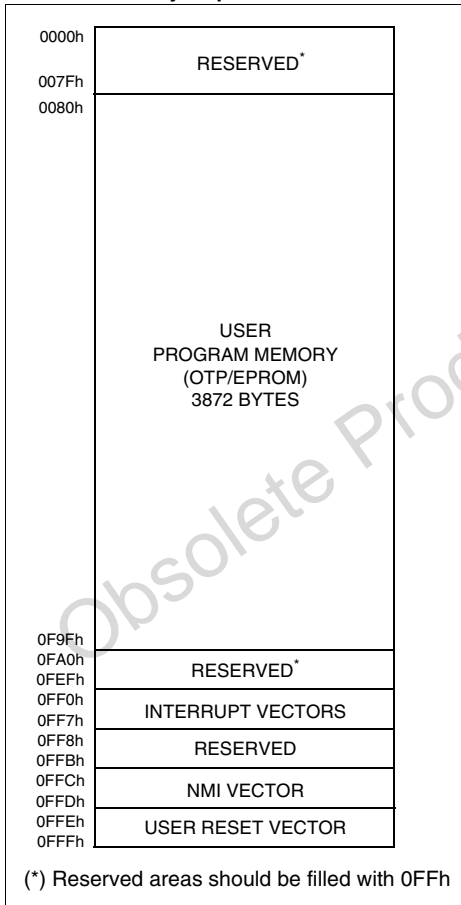 0000h
RESERVED*
007Fh
0080h
USER
PROGRAM MEMORY
(OTP/EPROM)
3872 BYTES
0F9Fh
0FA0h
RESERVED*
0FEFh
0FF0h
INTERRUPT VECTORS
0FF7h
0FF8h
RESERVED
0FFBh
0FFCh
NMI VECTOR
0FFDh
0FFEh
USER RESET VECTOR
0FFFh
(*) Reserved areas should be filled with 0FFh
Obsolete